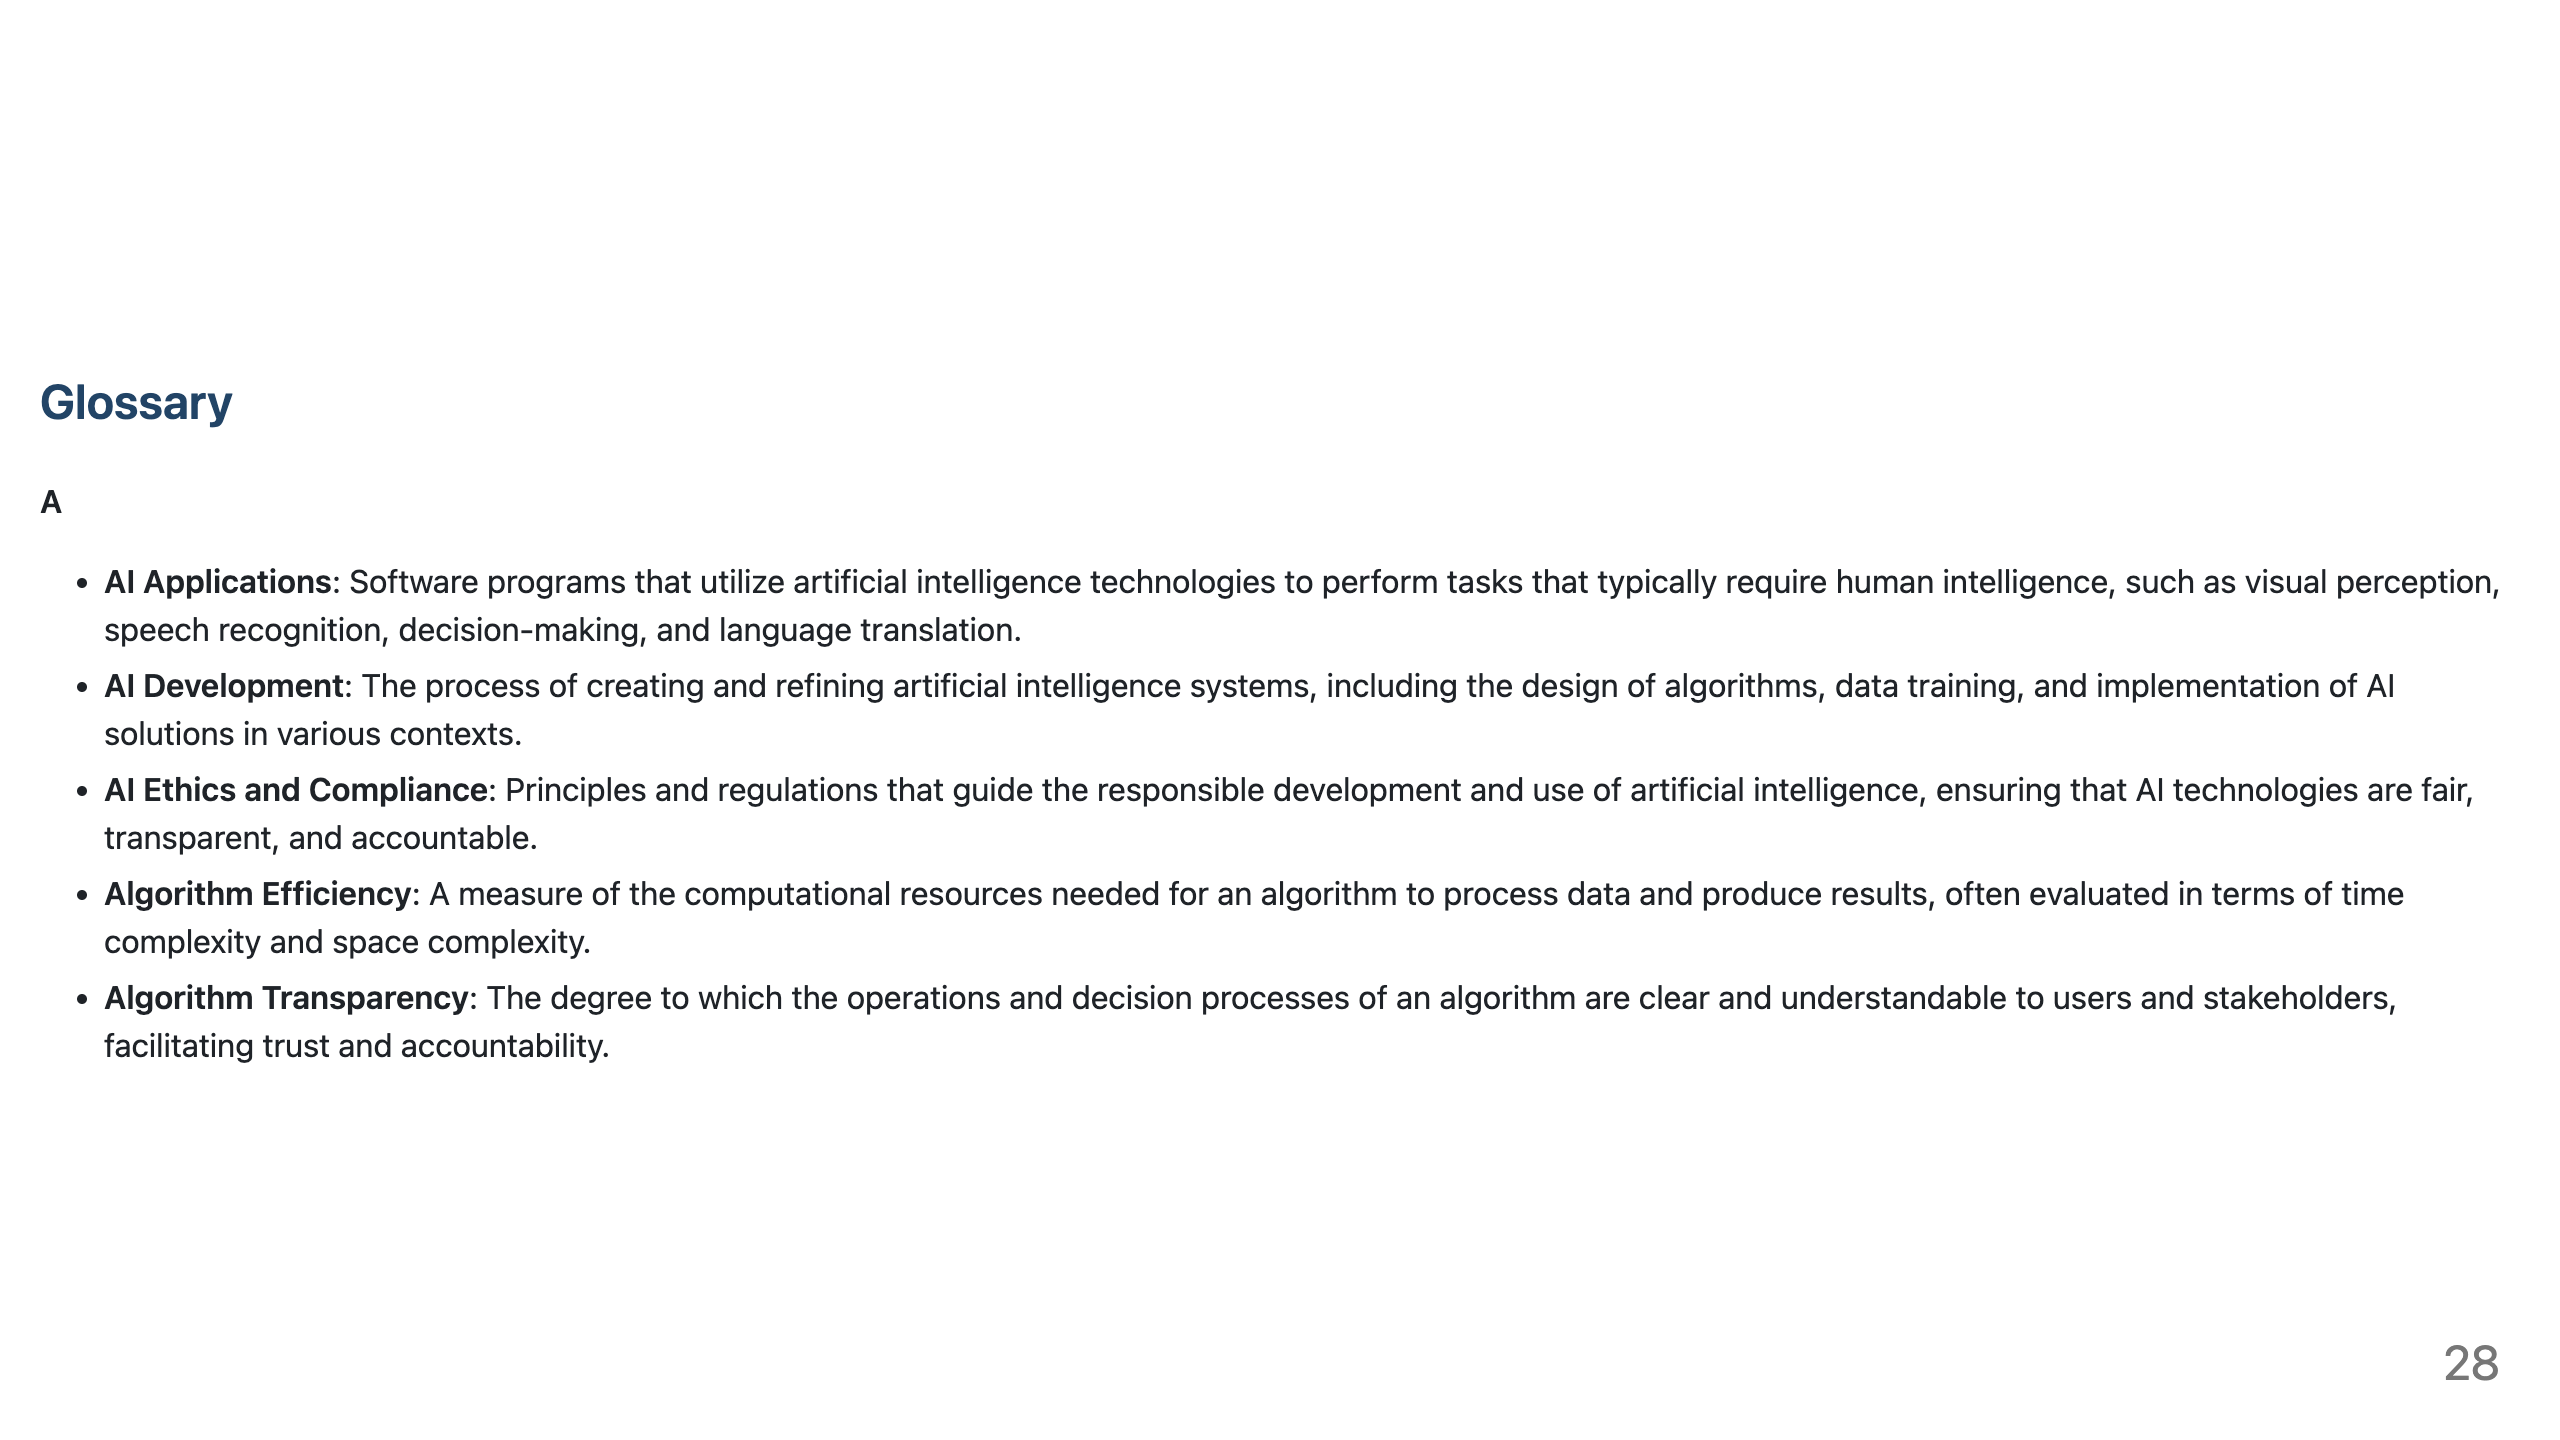 Glossary
A
• AI Applications: Software programs that utilize artificial intelligence technologies to perform tasks that typically require human intelligence, such as visual perception,
speech recognition, decision-making, and language translation.
• AI Development: The process of creating and refining artificial intelligence systems, including the design of algorithms, data training, and implementation of AI
solutions in various contexts.
• AI Ethics and Compliance: Principles and regulations that guide the responsible development and use of artificial intelligence, ensuring that AI technologies are fair,
transparent, and accountable.
• Algorithm Efficiency: A measure of the computational resources needed for an algorithm to process data and produce results, often evaluated in terms of time
complexity and space complexity.
• Algorithm Transparency: The degree to which the operations and decision processes of an algorithm are clear and understandable to users and stakeholders,
facilitating trust and accountability.
28